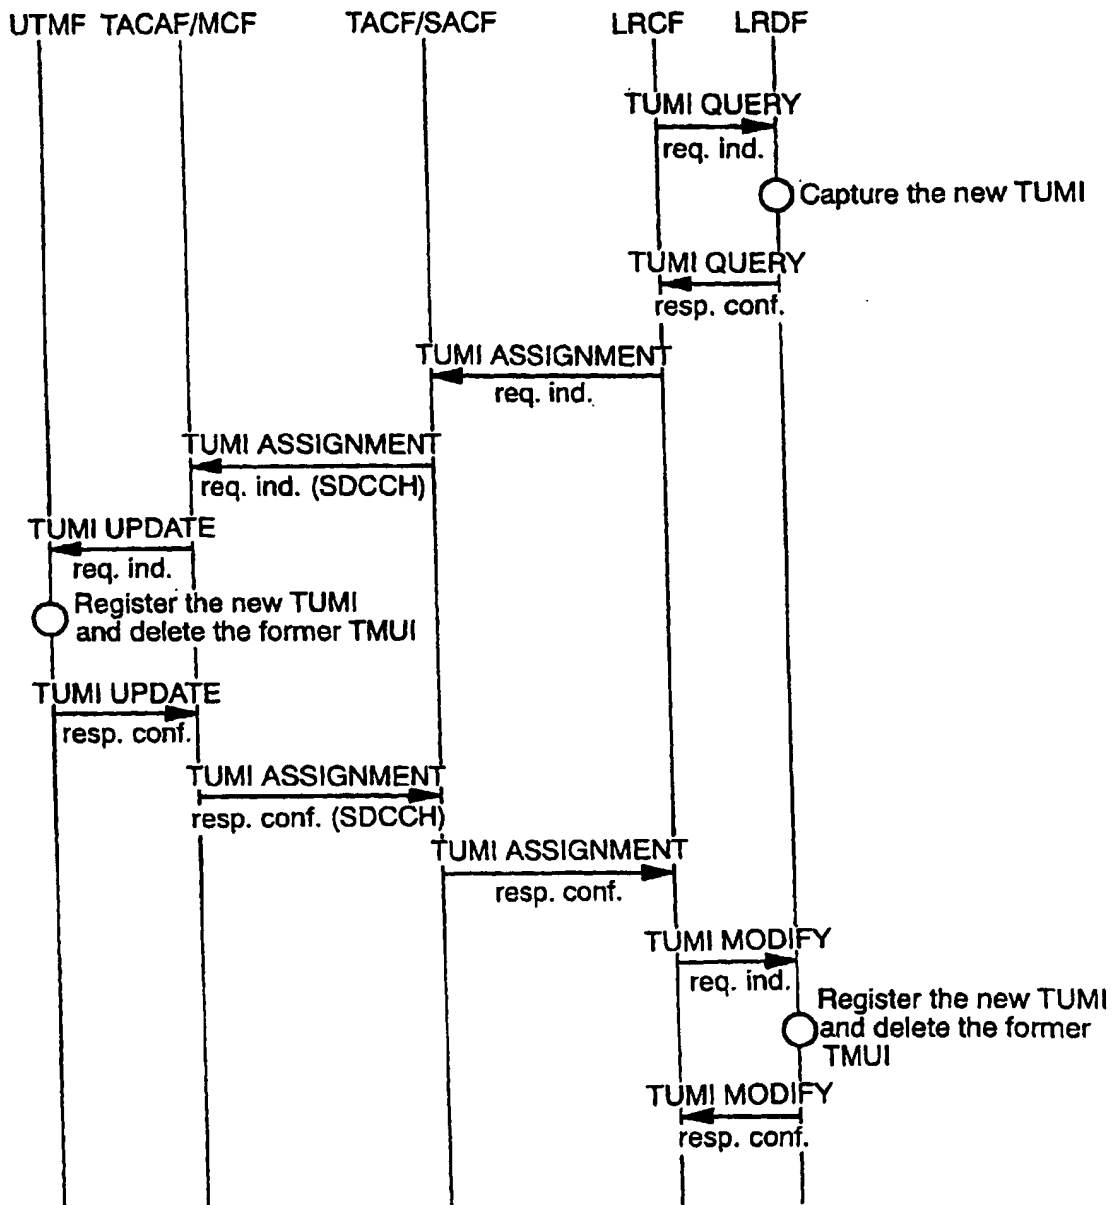 UTMF TACAF/MCF TACF/SACF LRCF LRDF
TUMI QUERY
req. ind.
Capture the new TUMI
TUMI QUERY
resp. conf.
TUMI ASSIGNMENT
req. ind.
TUMI ASSIGNMENT
req. ind. (SDCCH)
TUMI UPDATE
req. ind.
Register the new TUMI
and delete the former TMUI
TUMI UPDATE
resp. conf.
TUMI ASSIGNMENT
resp. conf. (SDCCH)
TUMI ASSIGNMENT
resp. conf.
TUMI MODIFY
req. ind.
Register the new TUMI
and delete the former
TMUI
TUMI MODIFY
resp. conf.